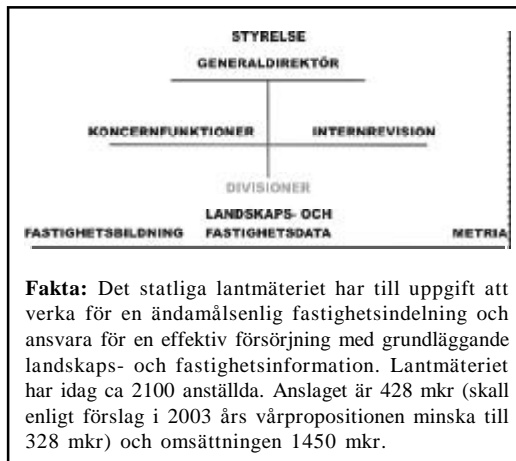 STYRELSE
GENERALDIREKTÖR
KONCERNFUNKTIONER INTERNREVISION
DIVISIONER
LANDSKAPS- OCH
FASTIGHETSBILDNING FASTIGHETSDATA METRIA
Fakta: Det statliga lantmäteriet har till uppgift att
verka för en ändamålsenlig fastighetsindelning och
ansvara för en effektiv försörjning med grundläggande
landskaps- och fastighetsinformation. Lantmäteriet
har idag ca 2100 anställda. Anslaget är 428 mkr (skall
enligt förslag i 2003 års vårpropositionen minska till
328 mkr) och omsättningen 1450 mkr.